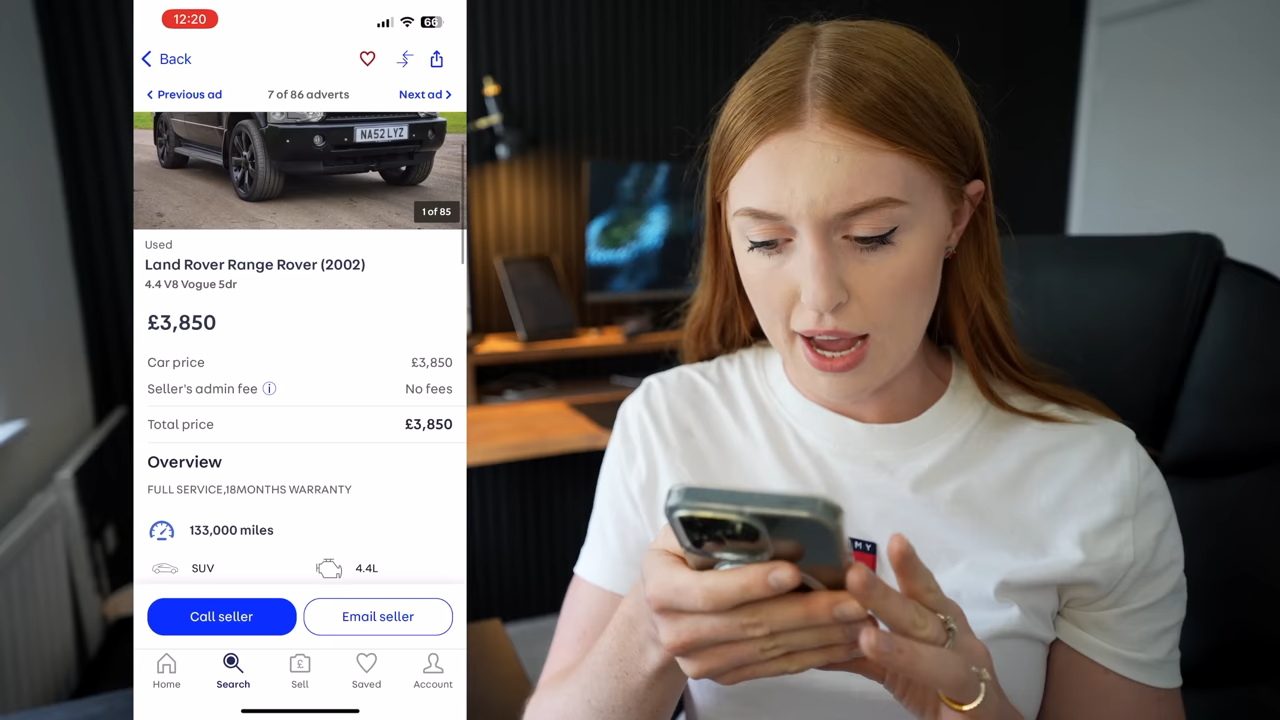 12:20
66
Back
Previous ad
7 of 86 adverts
Next ad
NA52 LYZ
1 of 85
Used
Land Rover Range Rover (2002)
4.4 V8 Vogue 5dr
£3,850
Car price £3,850
Seller's admin fee i No fees
Total price £3,850
Overview
FULL SERVICE,18MONTHS WARRANTY
133,000 miles
SUV
4.4L
Call seller
Email seller
£
Home
Search
Sell
Saved
Account
MY